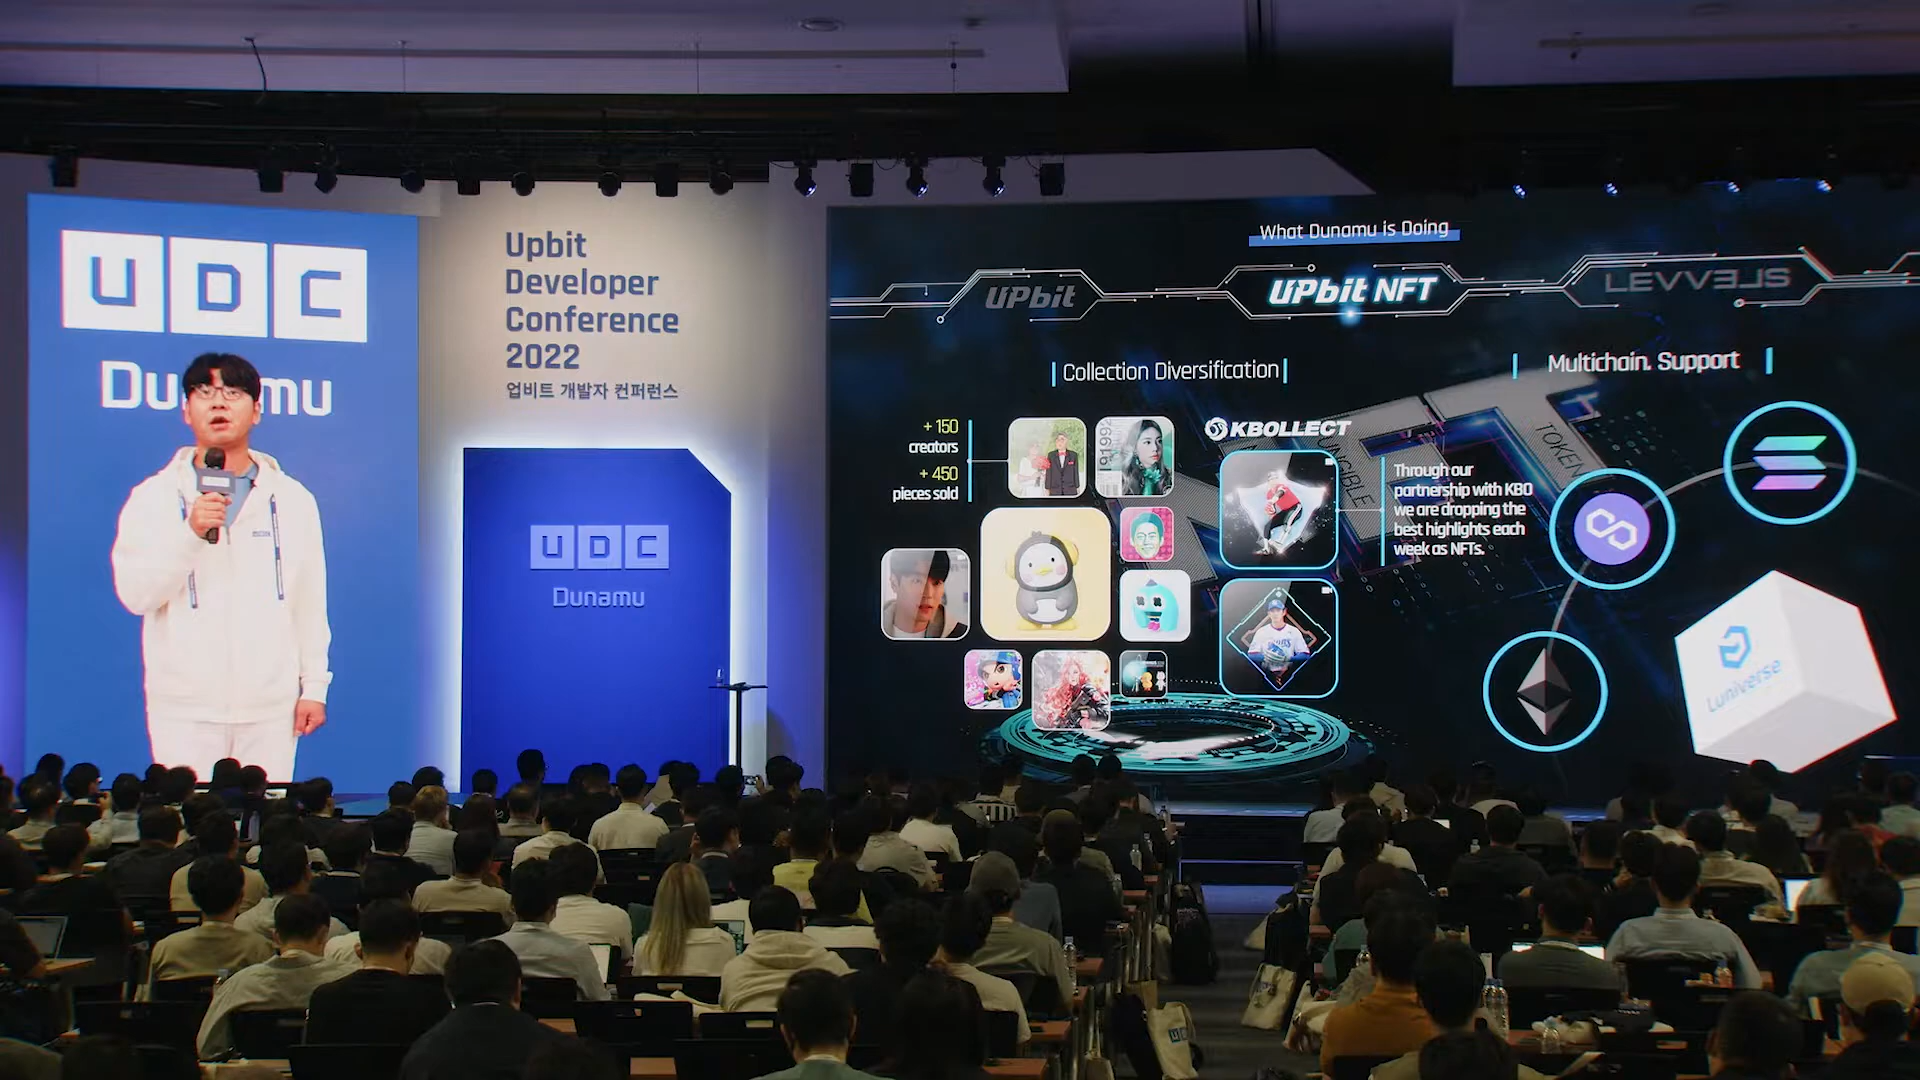 UDC
Dunamu
Upbit
Developer
Conference
2022
업비트 개발자 컨퍼런스
UDC
Dunamu
What Dunamu is Doing
UPbit
UPbit NFT
LEVVELS
Collection Diversification
Multichain Support
+ 150
creators
+ 450
pieces sold
KBOLLECT
Through our
partnership with KBO
we are dropping the
best highlights each
week as NFTs.
NFT
TOKEN
Luniverse